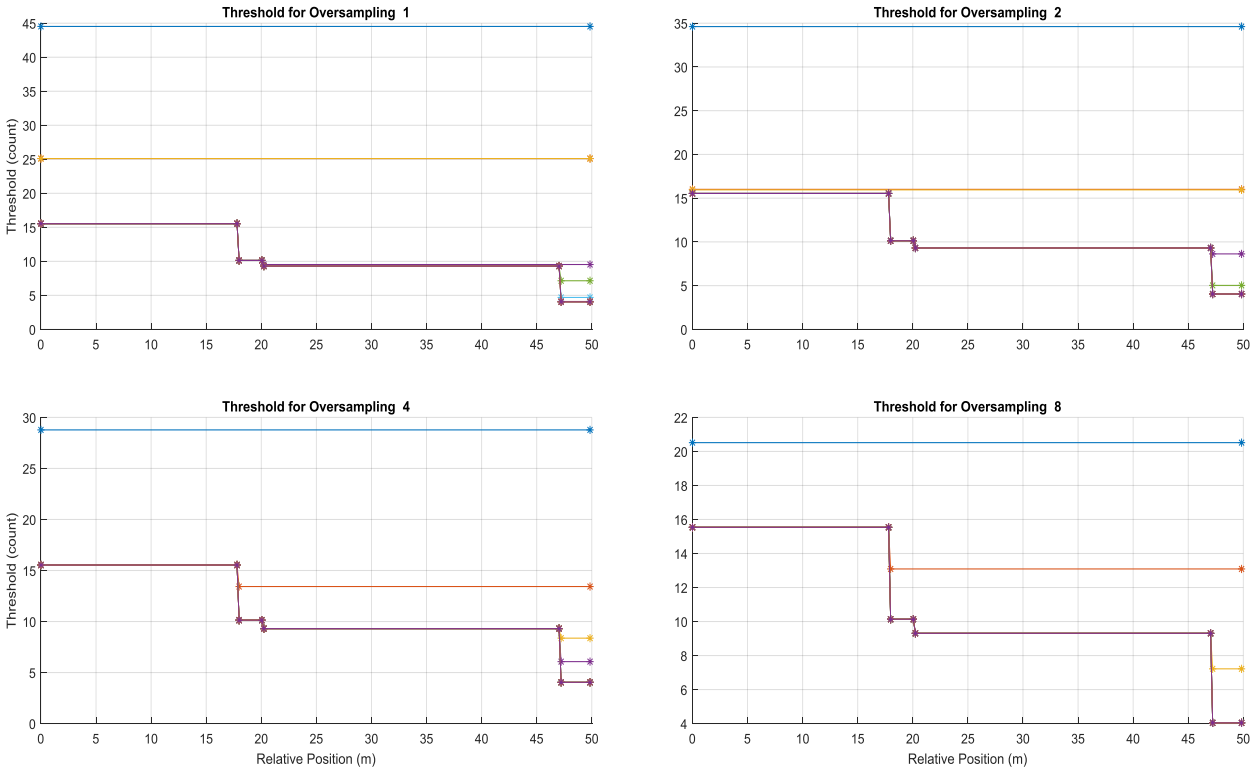 Threshold for Oversampling 1
Threshold (count)
45
40
35
30
25
20
15
10
5
0
0 5 10 15 20 25 30 35 40 45 50
Threshold for Oversampling 2
35
30
25
20
15
10
5
0
0 5 10 15 20 25 30 35 40 45 50
Threshold for Oversampling 4
Threshold (count)
30
25
20
15
10
5
0
0 5 10 15 20 25 30 35 40 45 50
Relative Position (m)
Threshold for Oversampling 8
22
20
18
16
14
12
10
8
6
4
0 5 10 15 20 25 30 35 40 45 50
Relative Position (m)